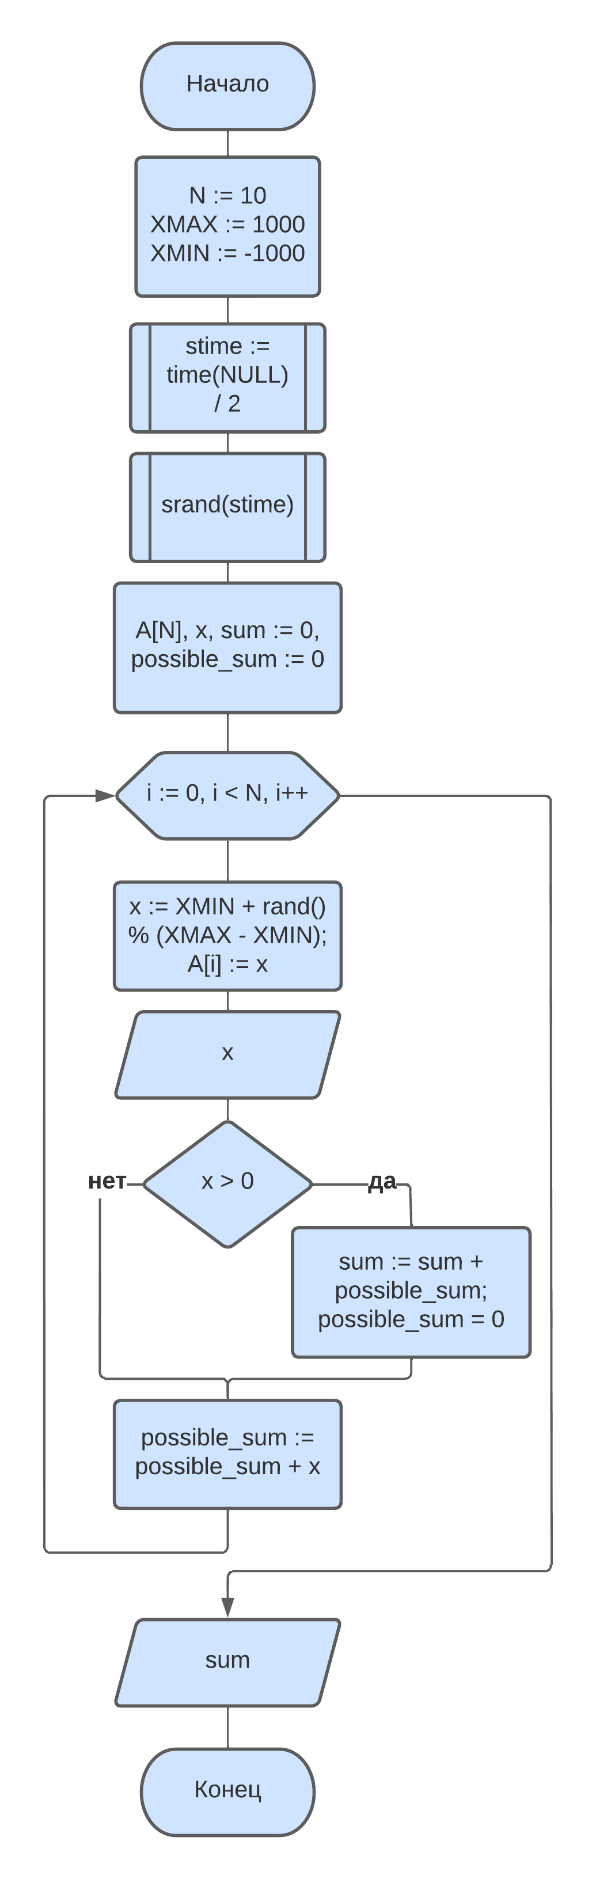 Начало
N := 10
XMAX := 1000
XMIN := -1000
stime :=
time(NULL)
/ 2
srand(stime)
A[N], x, sum := 0,
possible_sum := 0
i := 0, i < N, i++
x := XMIN + rand()
% (XMAX - XMIN);
A[i] := x
x
нет
x > 0
да
sum := sum +
possible_sum;
possible_sum = 0
possible_sum :=
possible_sum + x
sum
Конец